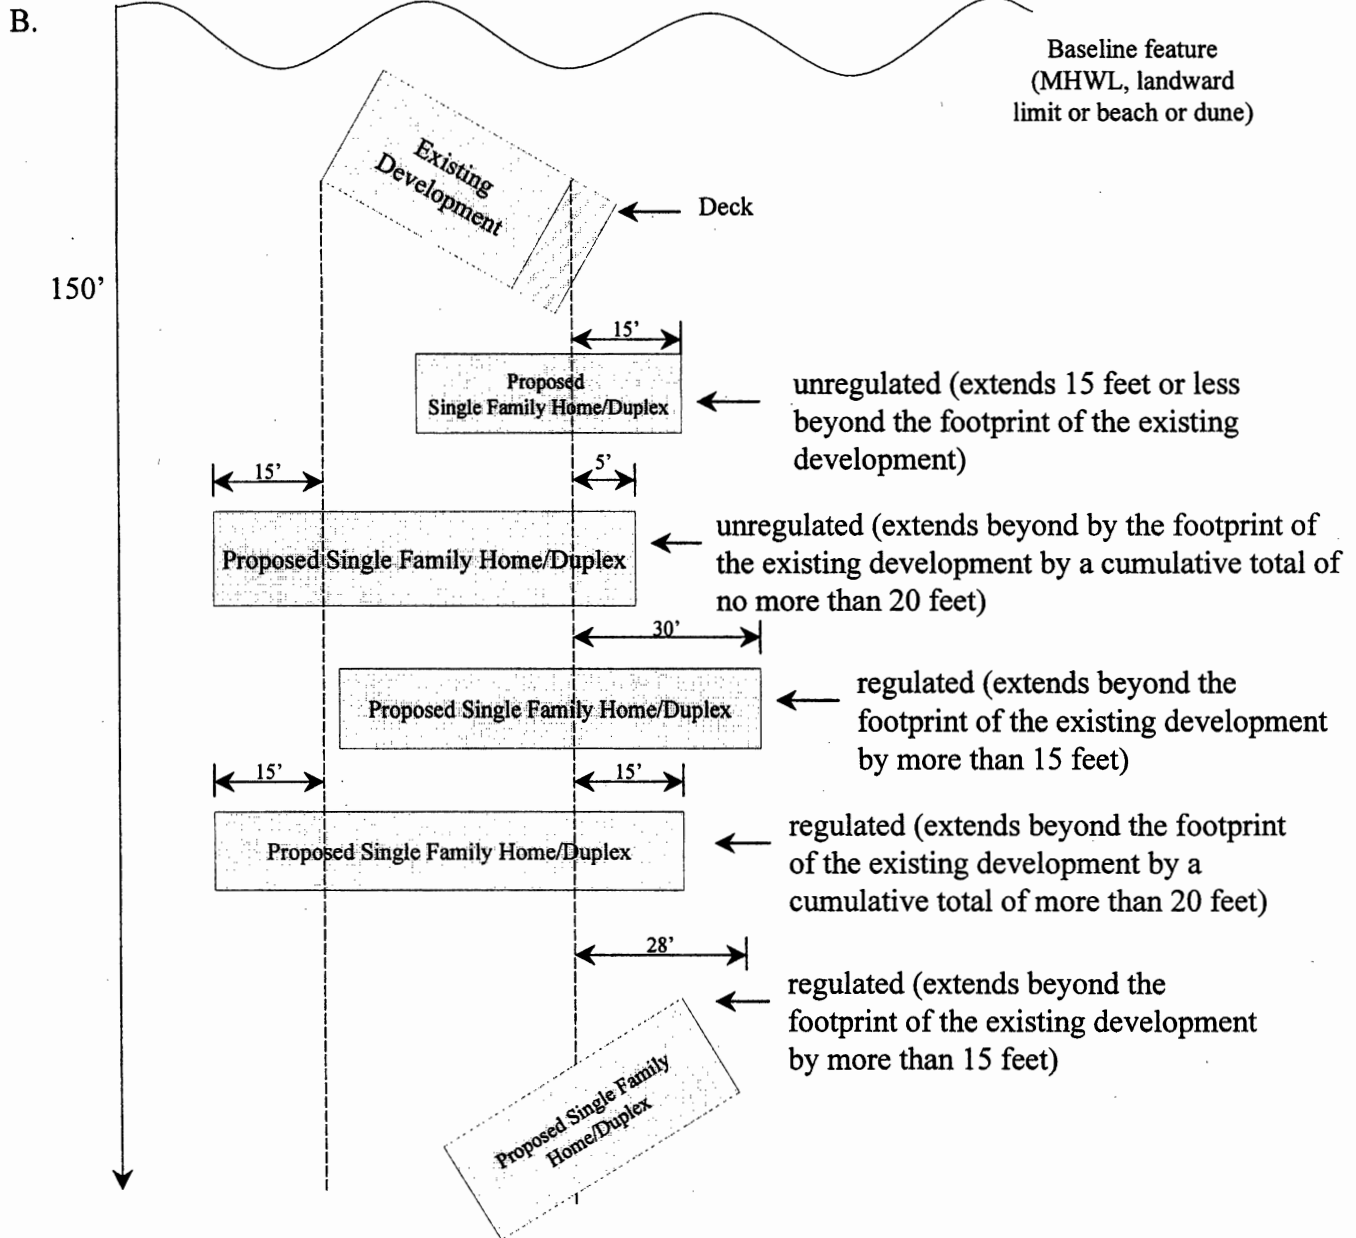 B.
Baseline feature
(MHWL, landward
limit or beach or dune)
Existing
Development
Deck
150’
15’
Proposed
Single Family Home/Duplex
unregulated (extends 15 feet or less
beyond the footprint of the existing
development)
15’
5’
Proposed Single Family Home/Duplex
unregulated (extends beyond by the footprint of
the existing development by a cumulative total of
no more than 20 feet)
30’
Proposed Single Family Home/Duplex
regulated (extends beyond the
footprint of the existing development
by more than 15 feet)
15’
15’
Proposed Single Family Home/Duplex
regulated (extends beyond the footprint
of the existing development by a
cumulative total of more than 20 feet)
28’
regulated (extends beyond the
footprint of the existing development
by more than 15 feet)
Proposed Single Family
Home/Duplex